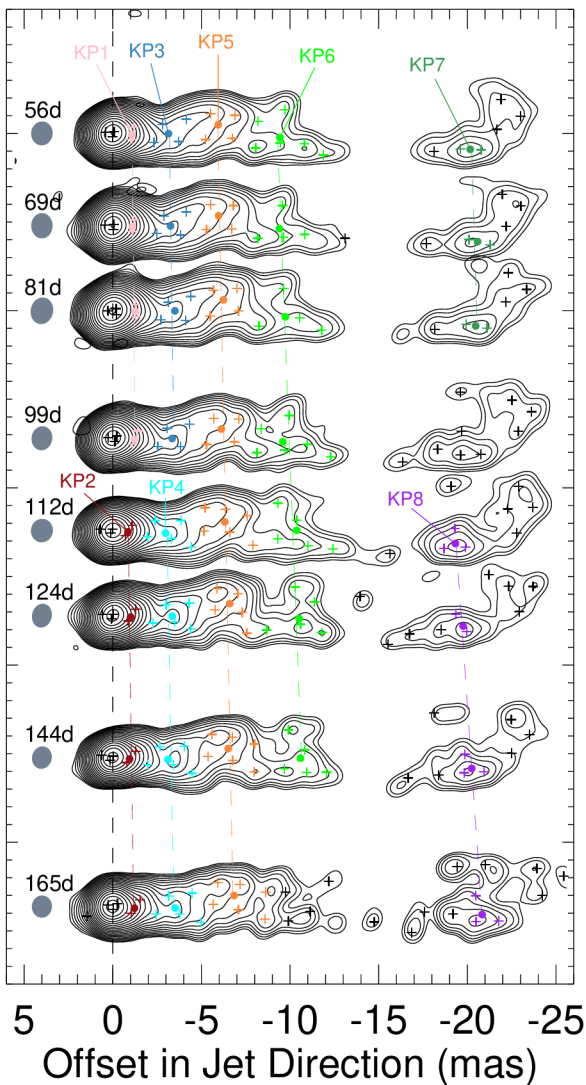 KP1 KP3 KP5 KP6 KP7
56d
69d
81d
99d
KP2 KP4 KP8
112d
124d
144d
165d
5 0 -5 -10 -15 -20 -25
Offset in Jet Direction (mas)